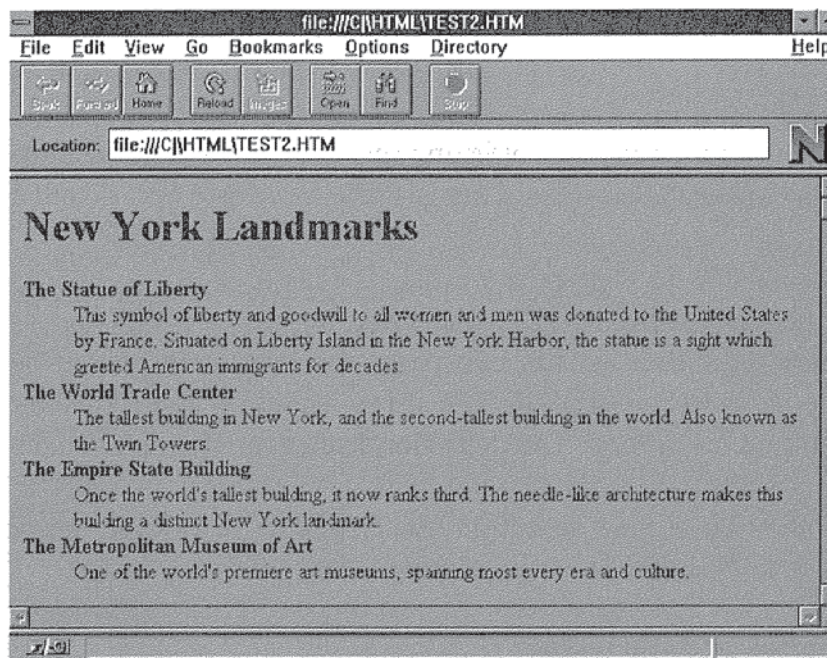 file:///C|\HTML\TEST2.HTM
File Edit View Go Bookmarks Options Directory Help
Back Forward Home Reload Images Open Find Stop
Location: file:///C|\HTML\TEST2.HTM
N
New York Landmarks
The Statue of Liberty
This symbol of liberty and goodwill to all women and men was donated to the United States
by France. Situated on Liberty Island in the New York Harbor, the statue is a sight which
greeted American immigrants for decades.
The World Trade Center
The tallest building in New York, and the second-tallest building in the world. Also known as
the Twin Towers.
The Empire State Building
Once the world's tallest building, it now ranks third. The needle-like architecture makes this
building a distinct New York landmark.
The Metropolitan Museum of Art
One of the world's premiere art museums, spanning most every era and culture.